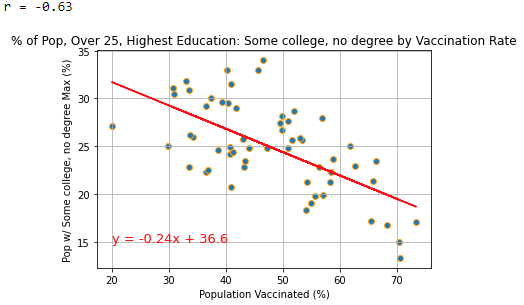 r = -0.63
% of Pop, Over 25, Highest Education: Some college, no degree by Vaccination Rate
Pop w/ Some college, no degree Max (%)
35
30
25
20
15
y = -0.24x + 36.6
20 30 40 50 60 70
Population Vaccinated (%)